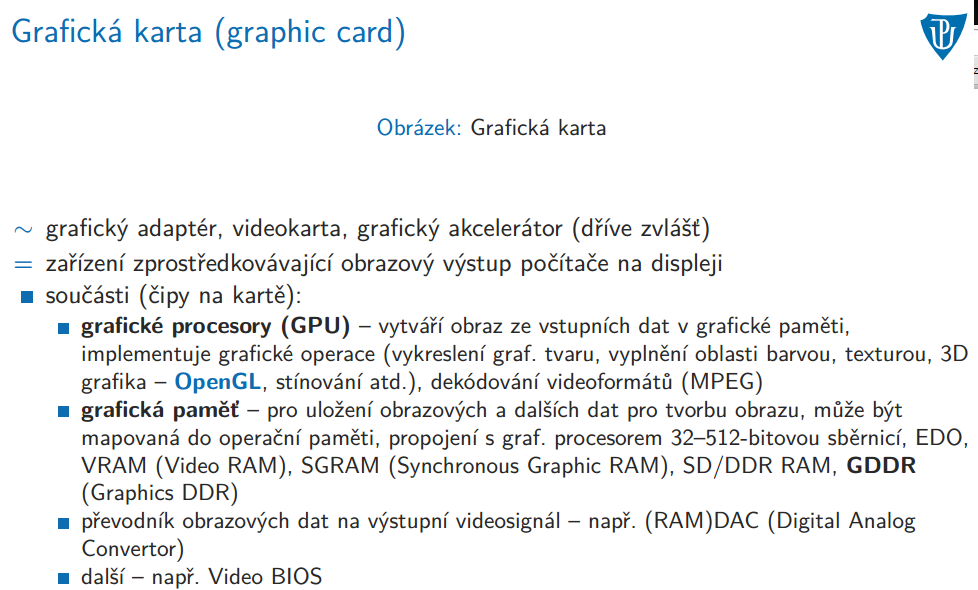 Grafická karta (graphic card)
Obrázek: Grafická karta
∼ grafický adaptér, videokarta, grafický akcelerátor (dříve zvlášť)
= zařízení zprostředkovávající obrazový výstup počítače na displeji
■ součásti (čipy na kartě):
■ grafické procesory (GPU) – vytváří obraz ze vstupních dat v grafické paměti,
implementuje grafické operace (vykreslení graf. tvaru, vyplnění oblasti barvou, texturou, 3D
grafika – OpenGL, stínování atd.), dekódování videoformátů (MPEG)
■ grafická paměť – pro uložení obrazových a dalších dat pro tvorbu obrazu, může být
mapovaná do operační paměti, propojení s graf. procesorem 32–512-bitovou sběrnicí, EDO,
VRAM (Video RAM), SGRAM (Synchronous Graphic RAM), SD/DDR RAM, GDDR
(Graphics DDR)
■ převodník obrazových dat na výstupní videosignál – např. (RAM)DAC (Digital Analog
Convertor)
■ další – např. Video BIOS